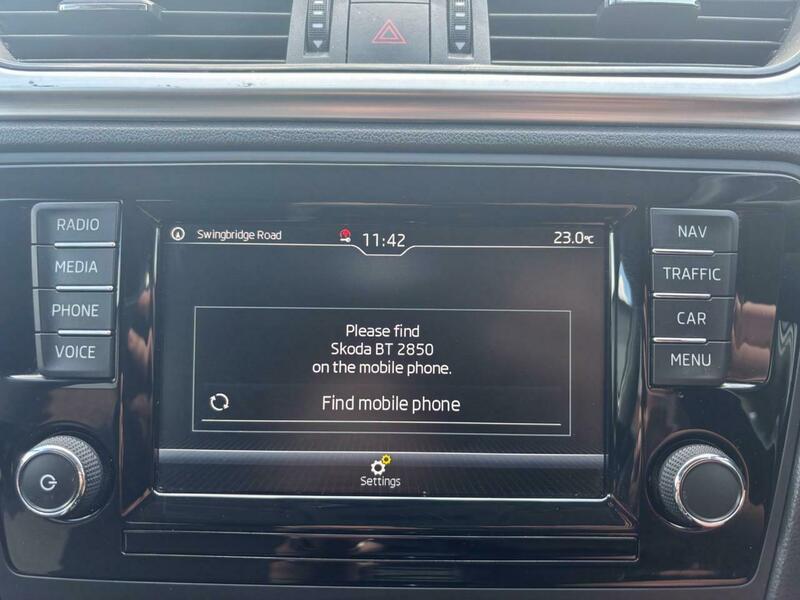 RADIO
MEDIA
PHONE
VOICE
Swingbridge Road
11:42
23.0°C
Please find
Skoda BT 2850
on the mobile phone.
Find mobile phone
Settings
NAV
TRAFFIC
CAR
MENU